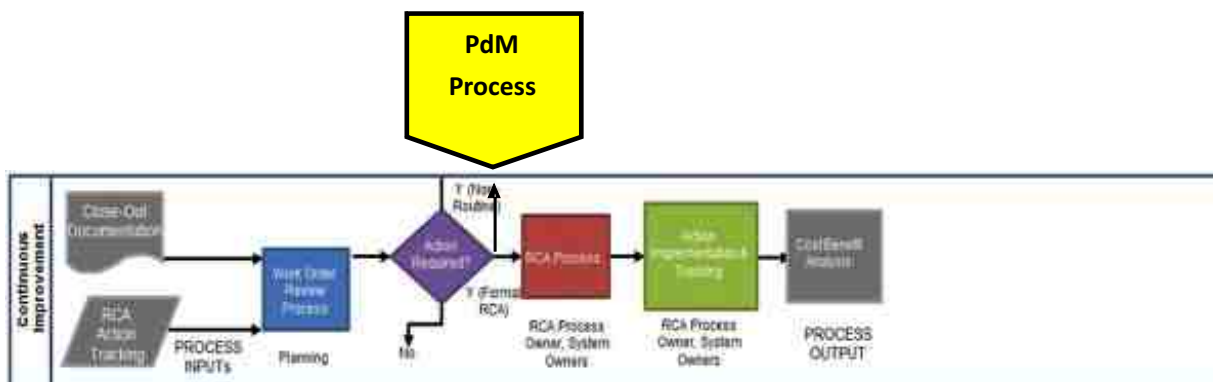 PdM
Process
Continuous
Improvement
Close-Out
Documentation
RCA
Action
Tracking
PROCESS
INPUTs
Work Order
Review
Process
Planning
Action
Required?
Y (Non
Routine)
Y (Formal
RCA)
No
RCA Process
RCA Process
Owner, System
Owners
Action
Implementation &
Tracking
RCA Process
Owner, System
Owners
Cost Benefit
Analysis
PROCESS
OUTPUT